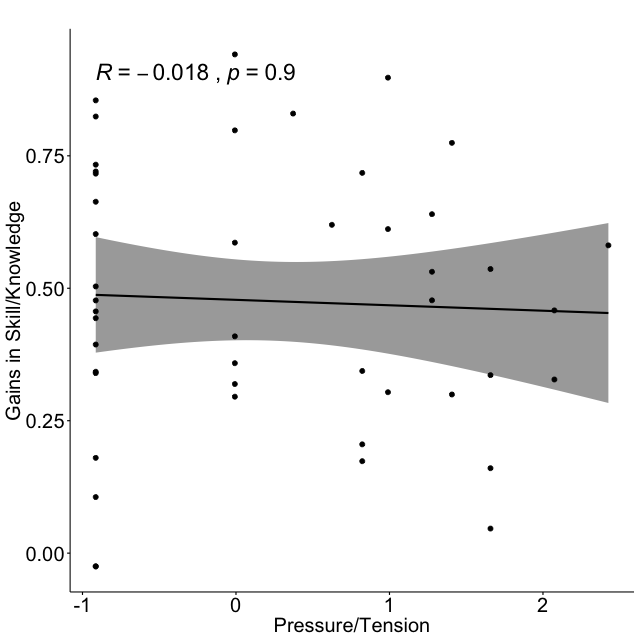 R = −0.018 , p = 0.9
Gains in Skill/Knowledge
0.75
0.50
0.25
0.00
-1 0 1 2
Pressure/Tension